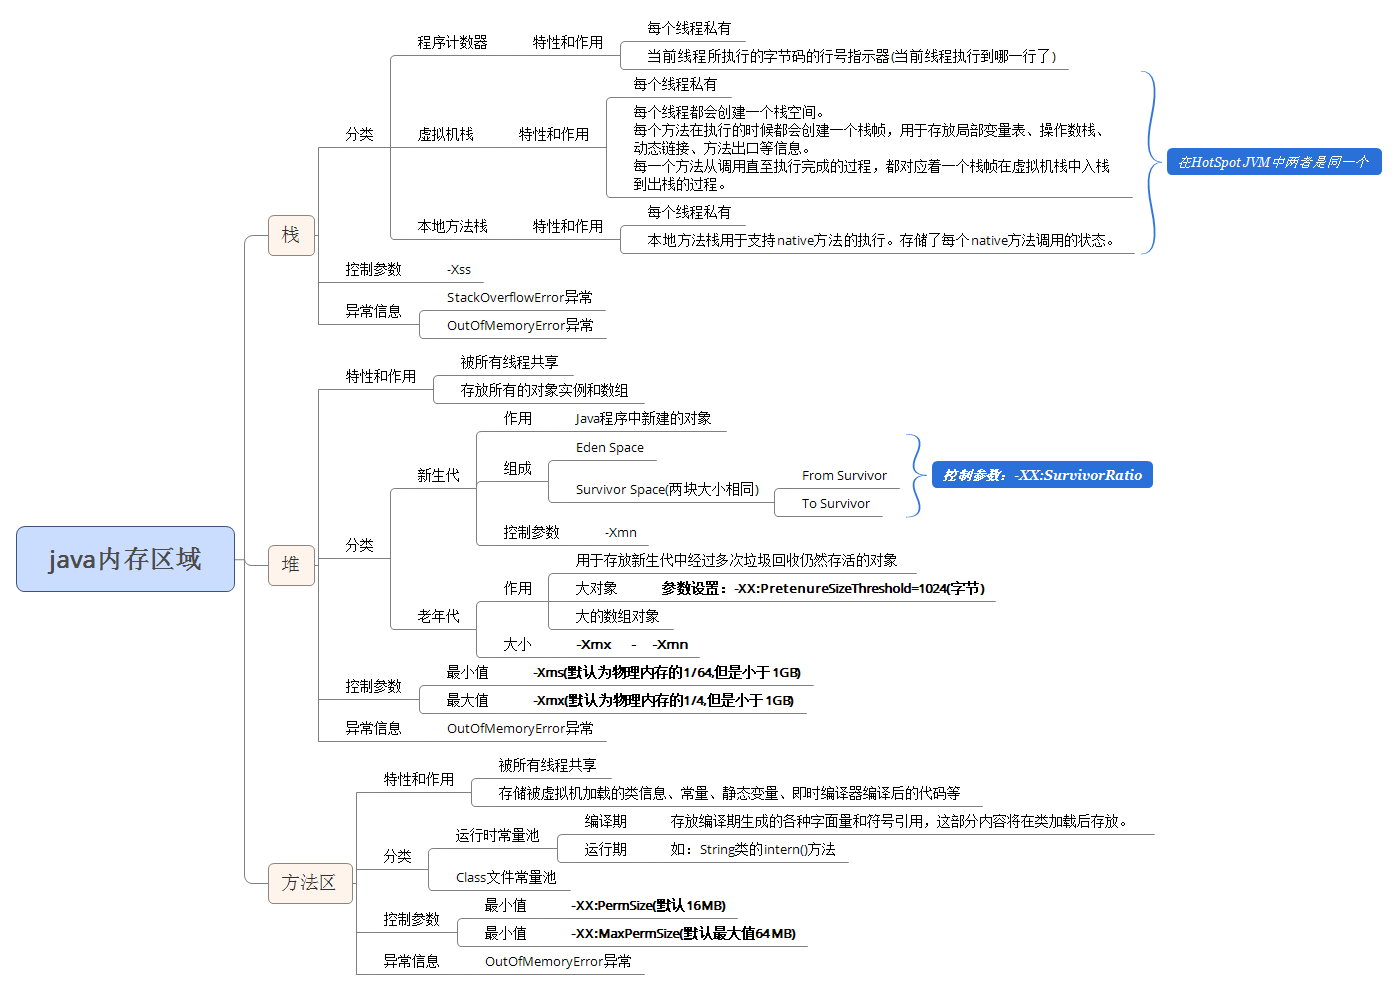 java内存区域
栈
分类
程序计数器
特性和作用
每个线程私有
当前线程所执行的字节码的行号指示器(当前线程执行到哪一行了)
虚拟机栈
特性和作用
每个线程私有
每个线程都会创建一个栈空间。
每个方法在执行的时候都会创建一个栈帧，用于存放局部变量表、操作数栈、
动态链接、方法出口等信息。
每一个方法从调用直至执行完成的过程，都对应着一个栈帧在虚拟机栈中入栈
到出栈的过程。
本地方法栈
特性和作用
每个线程私有
本地方法栈用于支持native方法的执行。存储了每个native方法调用的状态。
在HotSpot JVM中两者是同一个
控制参数
-Xss
异常信息
StackOverflowError异常
OutOfMemoryError异常
堆
特性和作用
被所有线程共享
存放所有的对象实例和数组
分类
新生代
作用
Java程序中新建的对象
组成
Eden Space
Survivor Space(两块大小相同)
From Survivor
To Survivor
控制参数：-XX:SurvivorRatio
控制参数
-Xmn
老年代
作用
用于存放新生代中经过多次垃圾回收仍然存活的对象
大对象
参数设置：-XX:PretenureSizeThreshold=1024(字节)
大的数组对象
大小
-Xmx - -Xmn
控制参数
最小值
-Xms(默认为物理内存的1/64,但是小于1GB)
最大值
-Xmx(默认为物理内存的1/4,但是小于1GB)
异常信息
OutOfMemoryError异常
方法区
特性和作用
被所有线程共享
存储被虚拟机加载的类信息、常量、静态变量、即时编译器编译后的代码等
分类
运行时常量池
编译期
存放编译期生成的各种字面量和符号引用，这部分内容将在类加载后存放。
运行期
如：String类的intern()方法
Class文件常量池
控制参数
最小值
-XX:PermSize(默认16MB)
最小值
-XX:MaxPermSize(默认最大值64MB)
异常信息
OutOfMemoryError异常